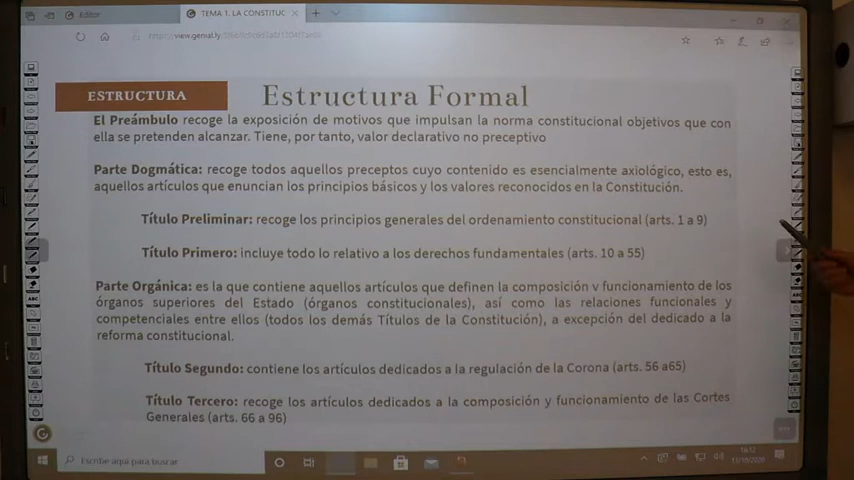 Editor
TEMA 1. LA CONSTITUC
view.genial.ly
ESTRUCTURA
Estructura Formal
El Preámbulo recoge la exposición de motivos que impulsan la norma constitucional objetivos que con
ella se pretenden alcanzar. Tiene, por tanto, valor declarativo no preceptivo
Parte Dogmática: recoge todos aquellos preceptos cuyo contenido es esencialmente axiológico, esto es,
aquellos artículos que enuncian los principios básicos y los valores reconocidos en la Constitución.
Título Preliminar: recoge los principios generales del ordenamiento constitucional (arts. 1 a 9)
Título Primero: incluye todo lo relativo a los derechos fundamentales (arts. 10 a 55)
Parte Orgánica: es la que contiene aquellos artículos que definen la composición y funcionamiento de los
órganos superiores del Estado (órganos constitucionales), así como las relaciones funcionales y
competenciales entre ellos (todos los demás Títulos de la Constitución), a excepción del dedicado a la
reforma constitucional.
Título Segundo: contiene los artículos dedicados a la regulación de la Corona (arts. 56 a65)
Título Tercero: recoge los artículos dedicados a la composición y funcionamiento de las Cortes
Generales (arts. 66 a 96)
ABC
ABC
Escribe aquí para buscar